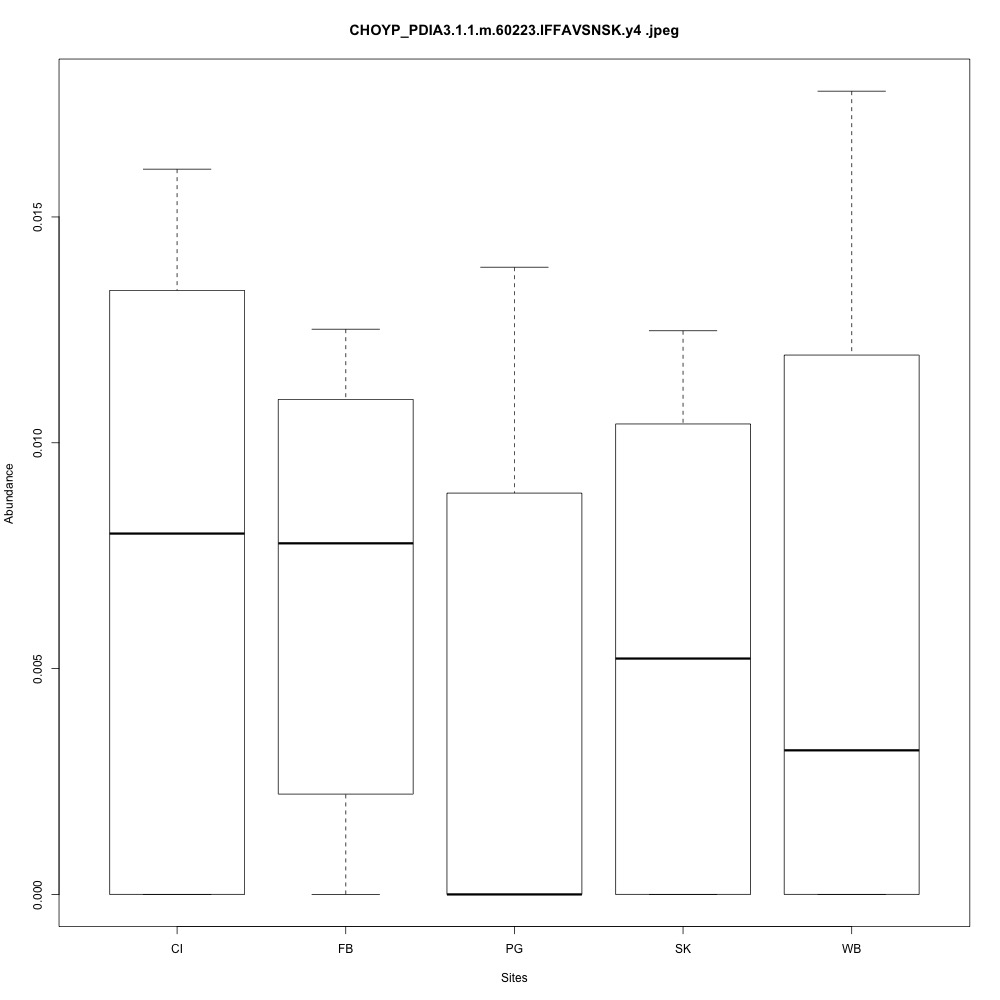 CHOYP_PDIA3.1.1.m.60223.IFFAVSNSK.y4 .jpeg
0.015
0.010
0.005
0.000
Abundance
CI FB PG SK WB
Sites